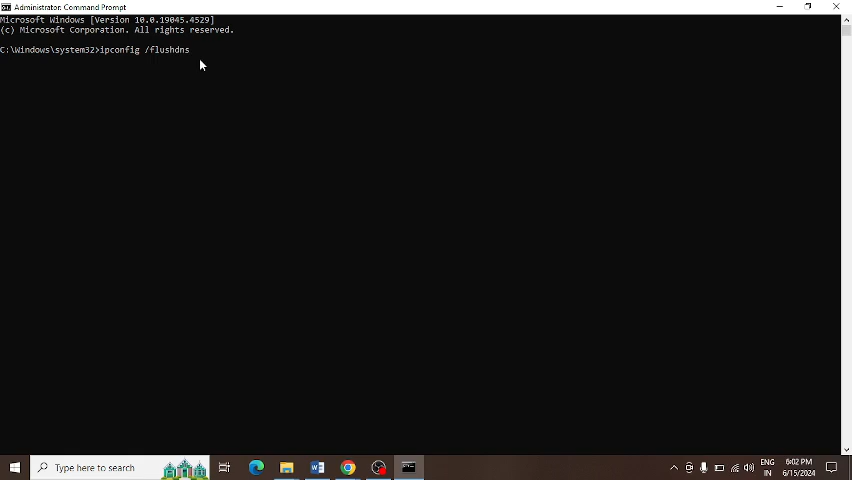 Administrator: Command Prompt
Microsoft Windows [Version 10.0.19045.4529]
(c) Microsoft Corporation. All rights reserved.
C:\Windows\system32>ipconfig /flushdns
Type here to search
ENG
IN
6:02 PM
6/15/2024